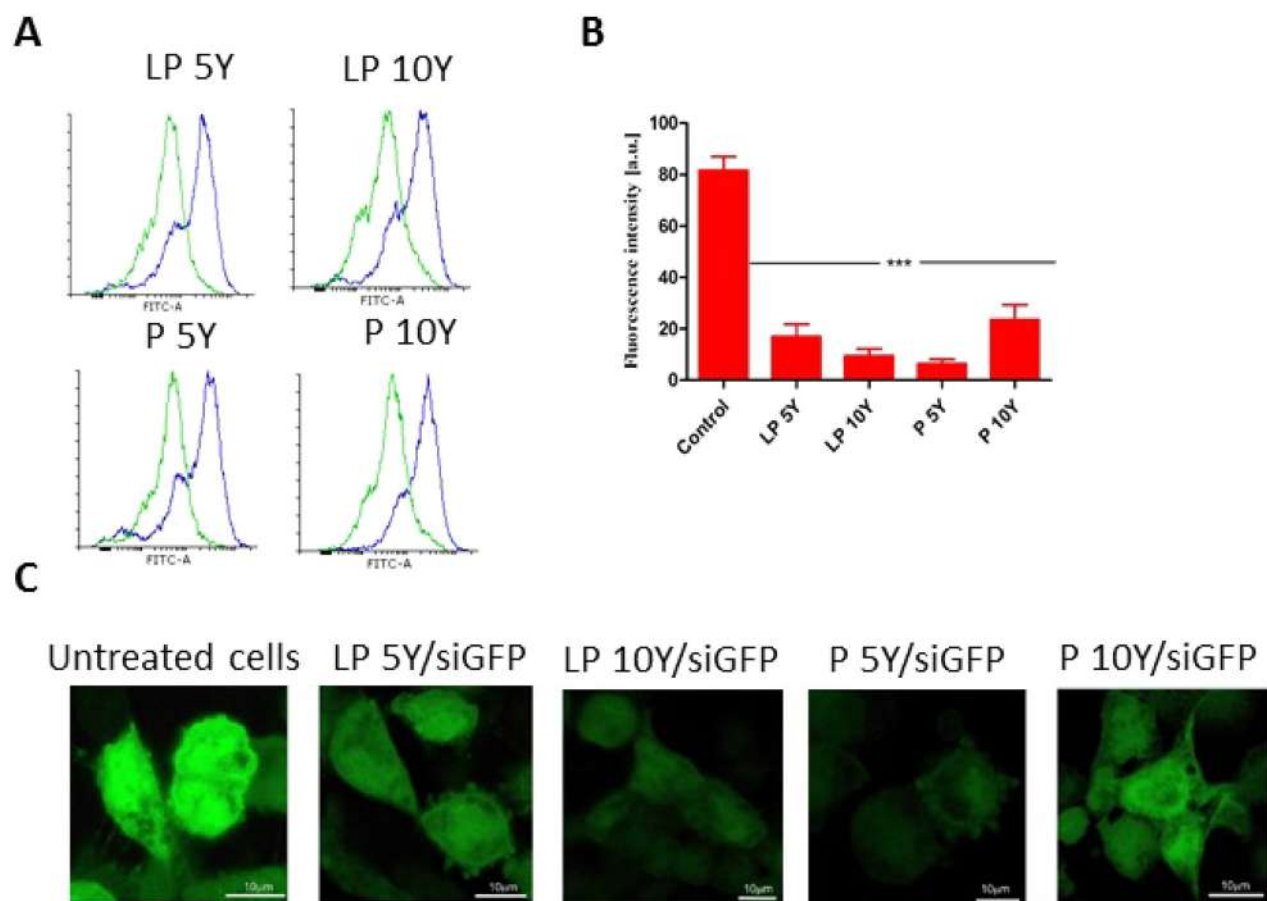 A
LP 5Y
LP 10Y
FITC-A
FITC-A
P 5Y
P 10Y
FITC-A
FITC-A
B
Fluorescence intensity [a.u.]
100
80
60
40
20
0
***
Control
LP 5Y
LP 10Y
P 5Y
P 10Y
C
Untreated cells
LP 5Y/siGFP
LP 10Y/siGFP
P 5Y/siGFP
P 10Y/siGFP
10μm
10μm
10μm
10μm
10μm